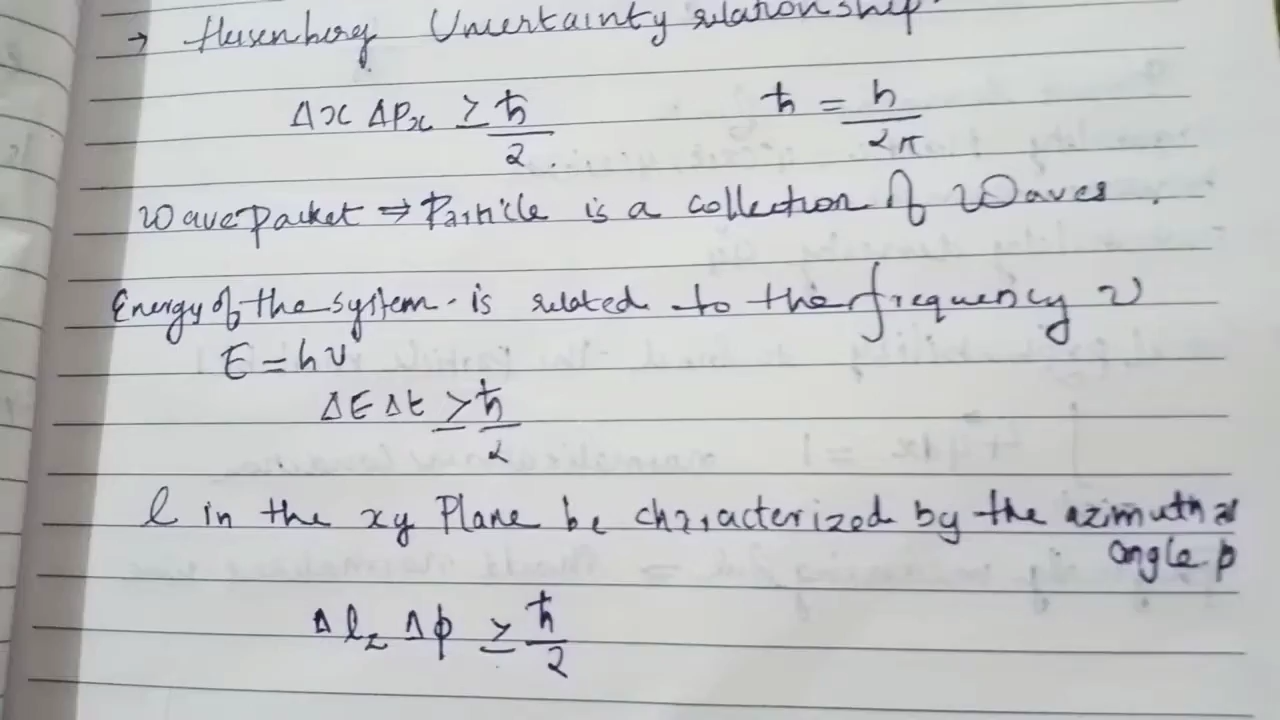 → Heisenberg Uncertainty relationship
Δx ΔPx ≥ ħ/2   ħ = h/2π
Wavepacket ⇒ Particle is a collection of Waves.
Energy of the system is related to the frequency ν
E = hν
ΔE Δt ≥ ħ/2
l in the xy Plane be characterized by the azimuthal
angle φ
Δlz Δϕ ≥ ħ/2